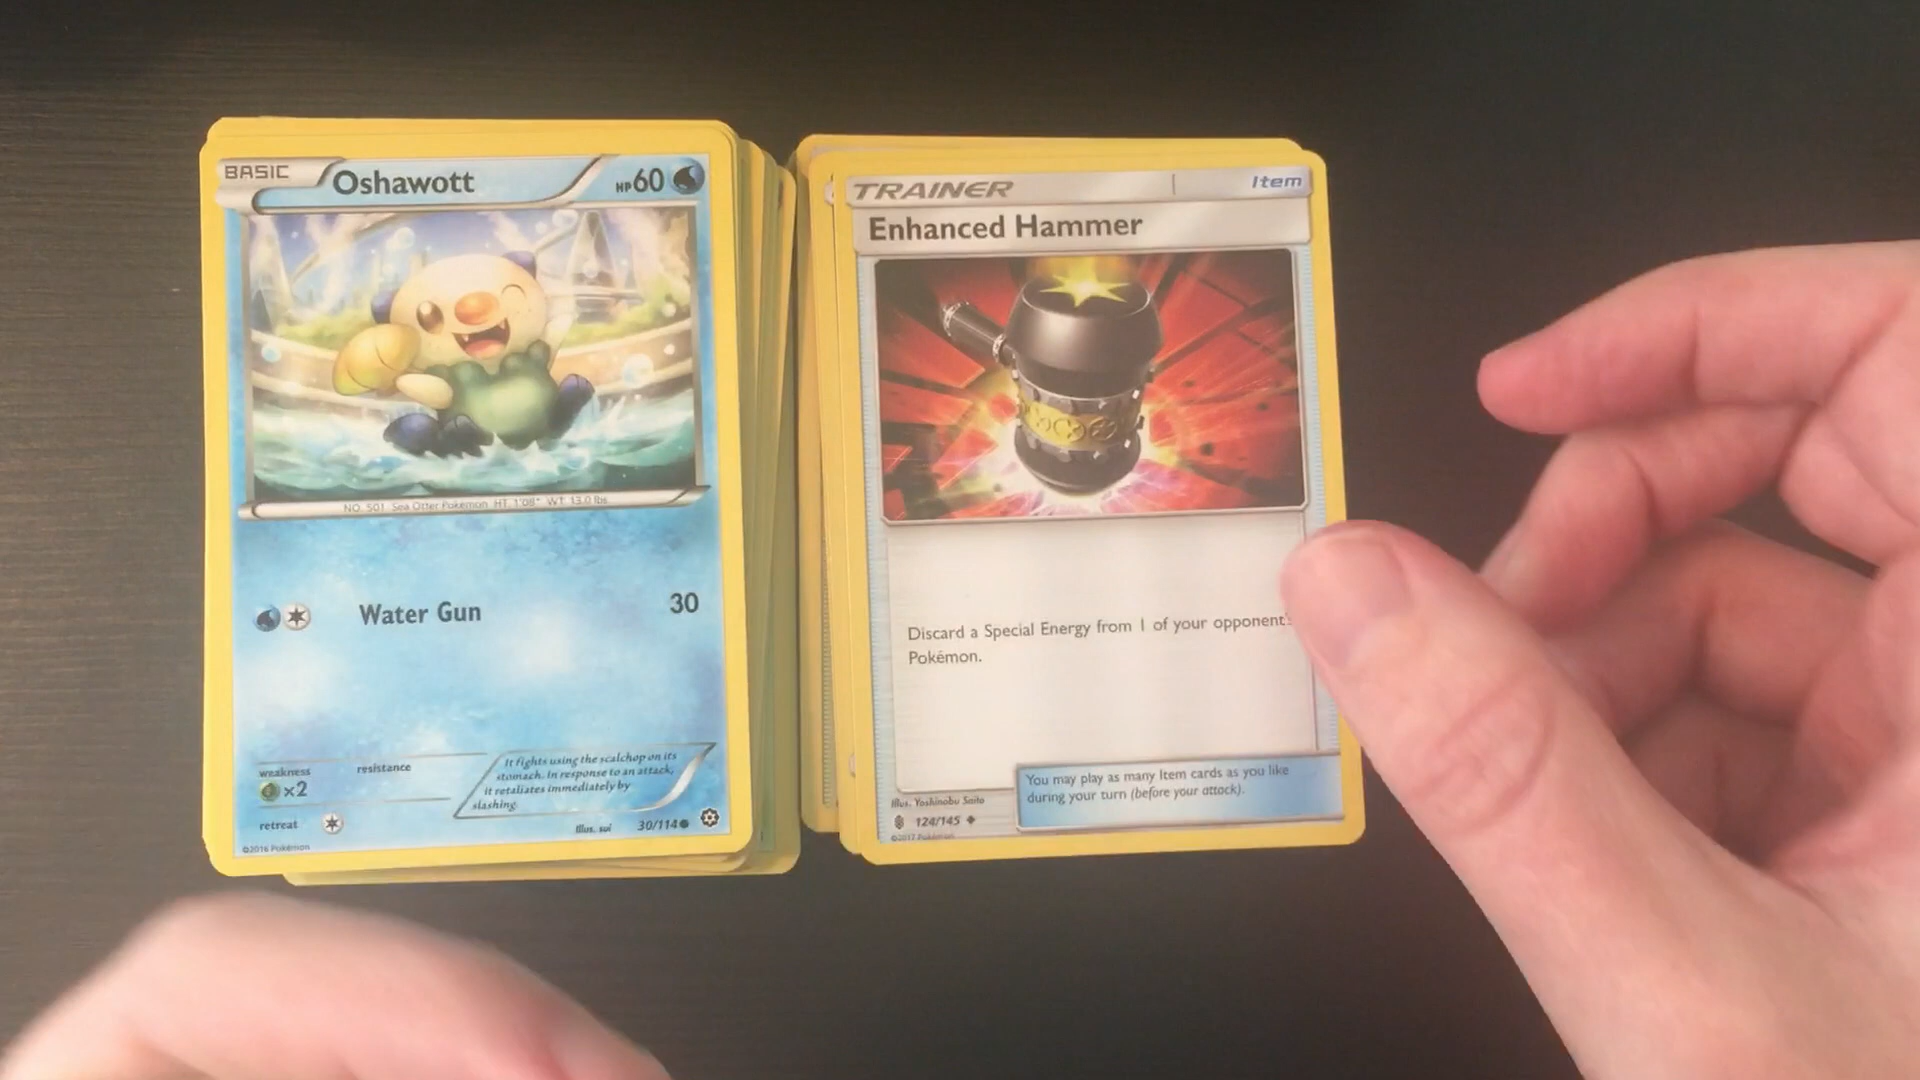 BASIC Oshawott HP60
NO. 501 Sea Otter Pokémon HT: 1'08" WT: 13.0 lbs
Water Gun 30
weakness resistance
x2
retreat
It fights using the scalchop on its
stomach. In response to an attack,
it retaliates immediately by
slashing.
Illus. sui 30/114
©2016 Pokémon
TRAINER Item
Enhanced Hammer
Discard a Special Energy from 1 of your opponent's
Pokémon.
You may play as many Item cards as you like
during your turn (before your attack).
Illus. Yoshinobu Saito
124/145
©2017 Pokémon